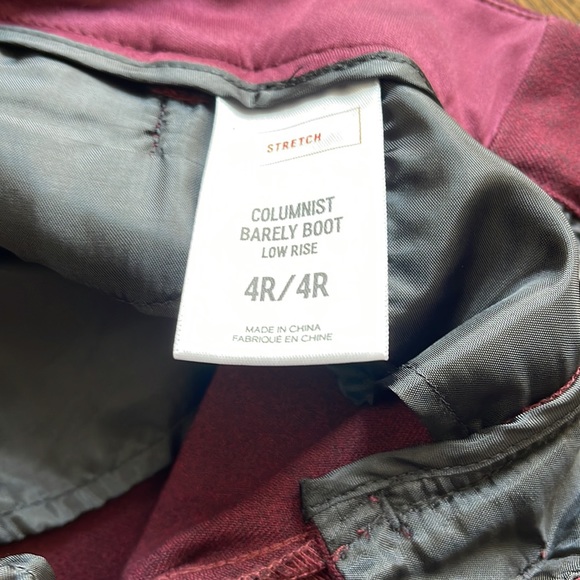 STRETCH
COLUMNIST
BARELY BOOT
LOW RISE
4R/4R
MADE IN CHINA
FABRIQUÉ EN CHINE